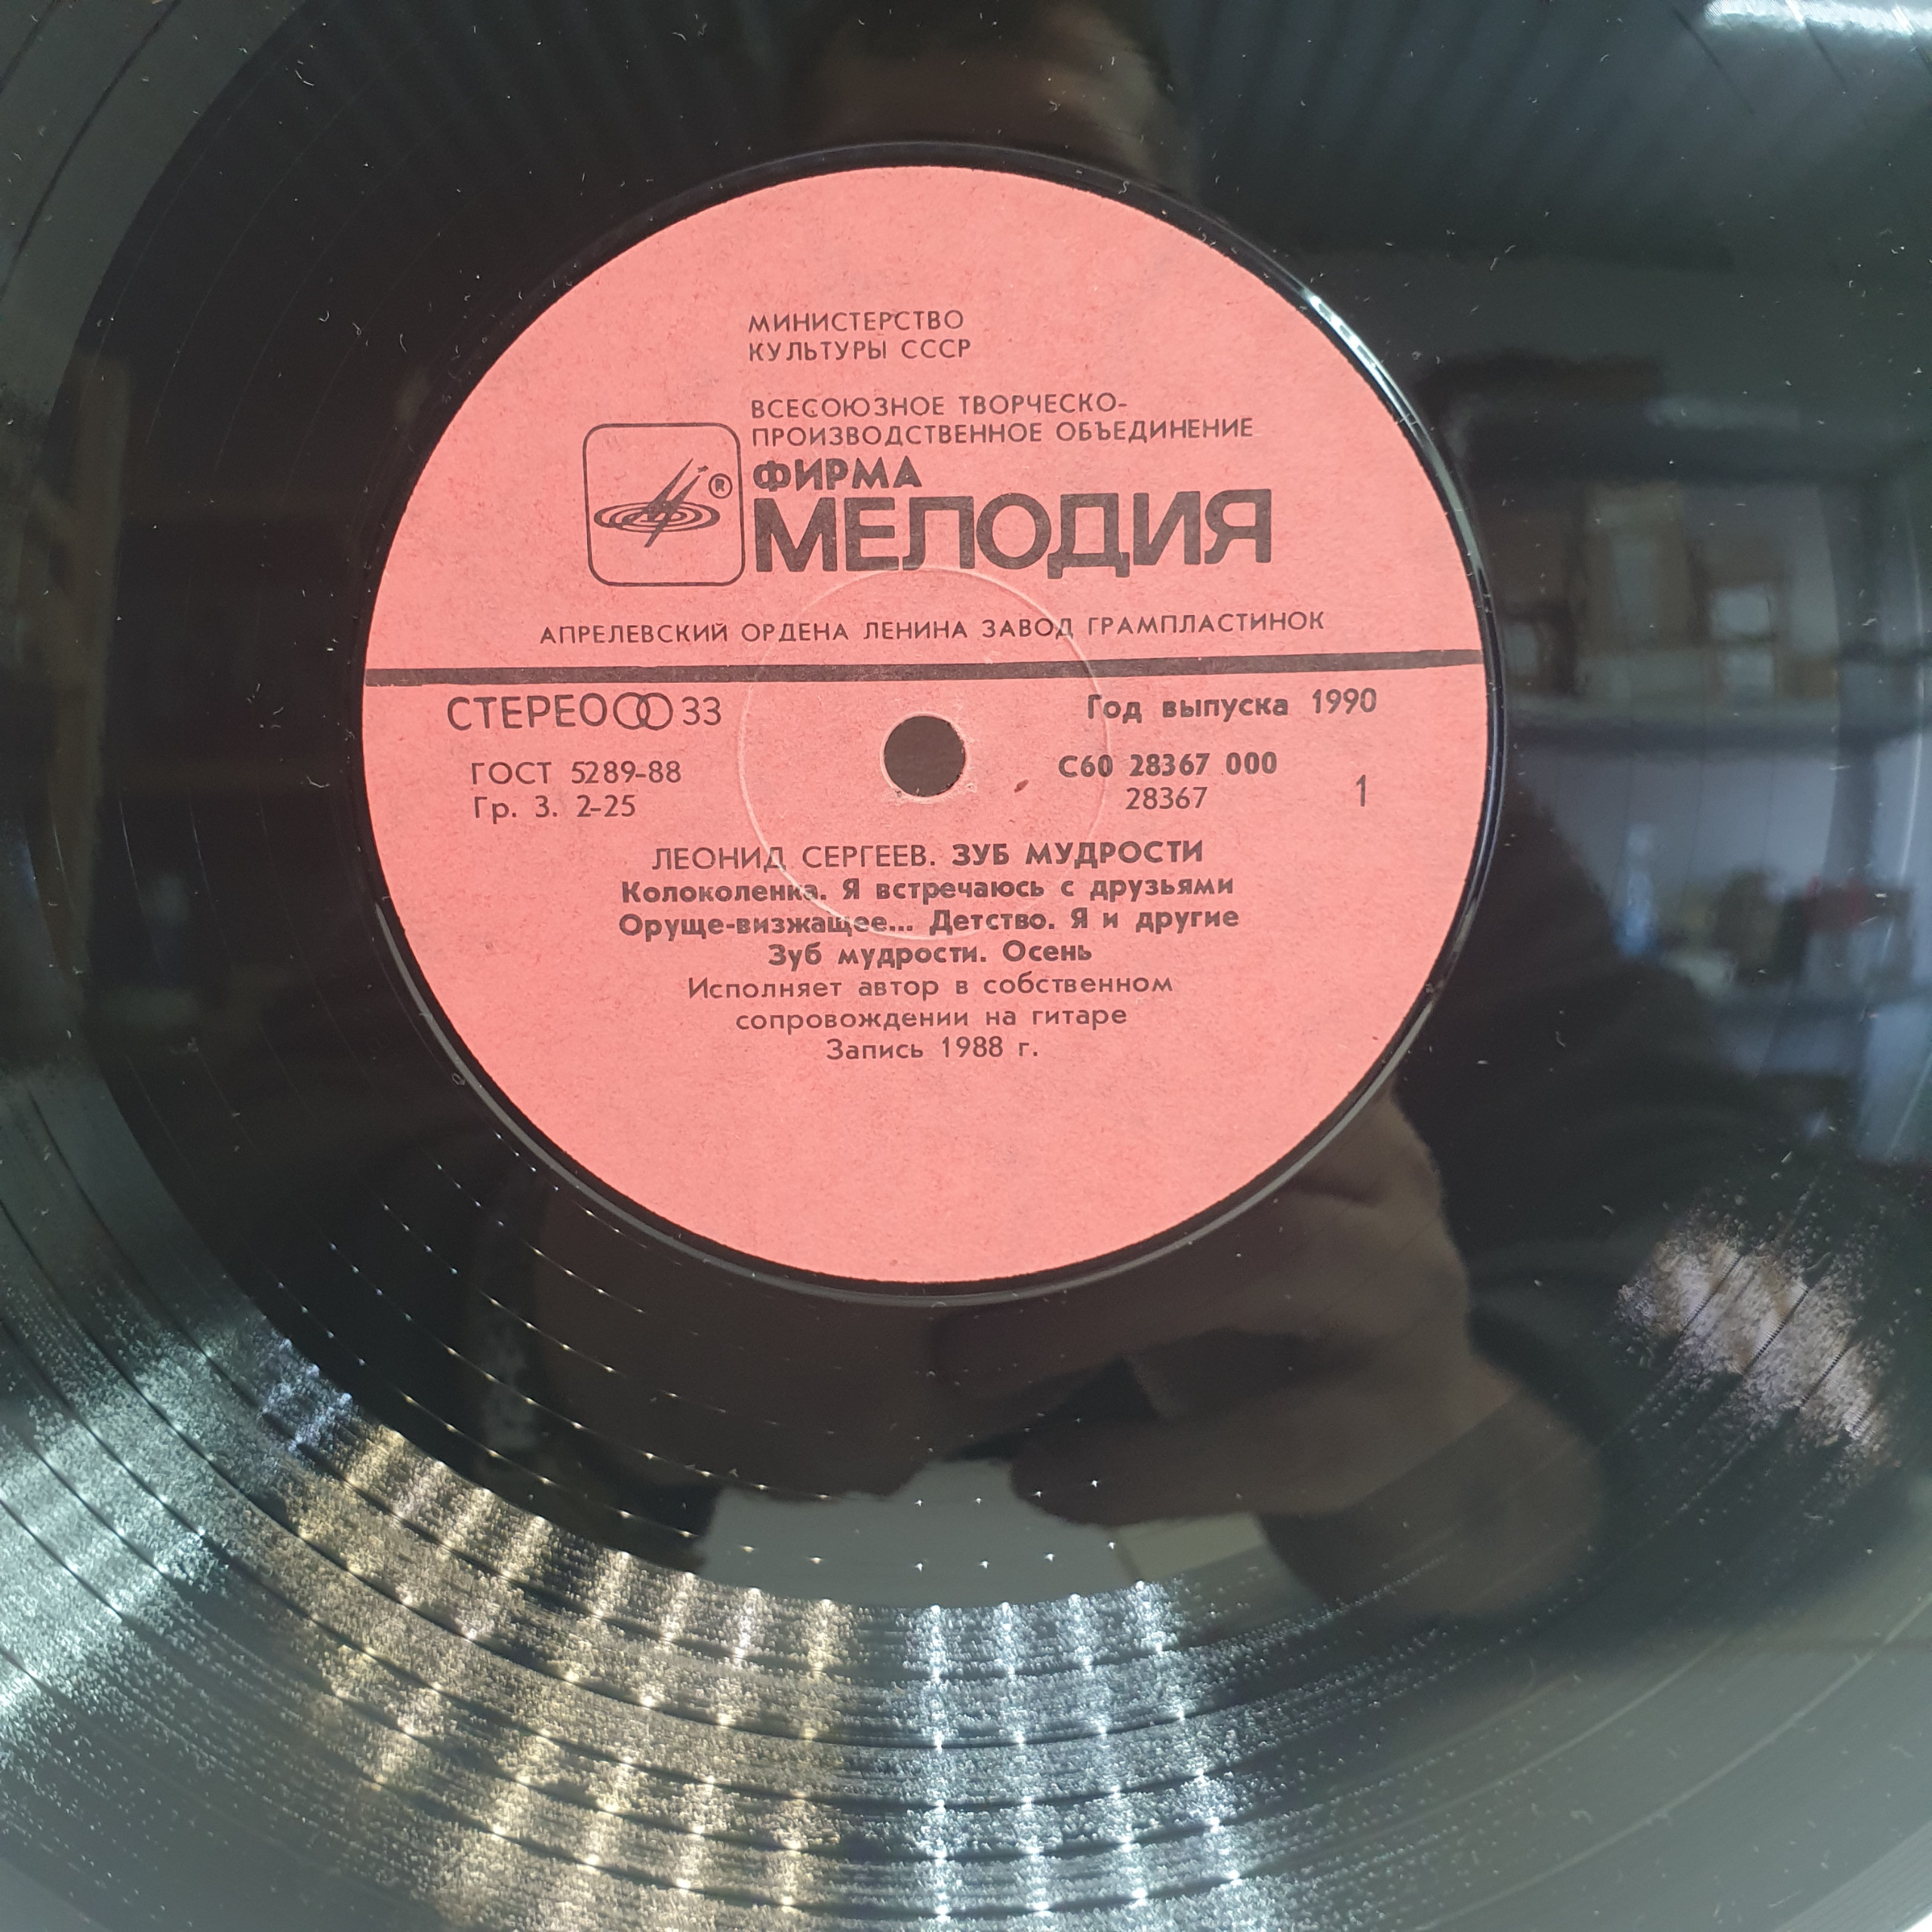 МИНИСТЕРСТВО
КУЛЬТУРЫ СССР
ВСЕСОЮЗНОЕ ТВОРЧЕСКО-
ПРОИЗВОДСТВЕННОЕ ОБЪЕДИНЕНИЕ
®
ФИРМА
МЕЛОДИЯ
АПРЕЛЕВСКИЙ ОРДЕНА ЛЕНИНА ЗАВОД ГРАМПЛАСТИНОК
СТЕРЕО 33
Год выпуска 1990
ГОСТ 5289-88
С60 28367 000
Гр. 3. 2-25
28367
1
ЛЕОНИД СЕРГЕЕВ. ЗУБ МУДРОСТИ
Колоколенка. Я встречаюсь с друзьями
Оруще-визжащее... Детство. Я и другие
Зуб мудрости. Осень
Исполняет автор в собственном
сопровождении на гитаре
Запись 1988 г.